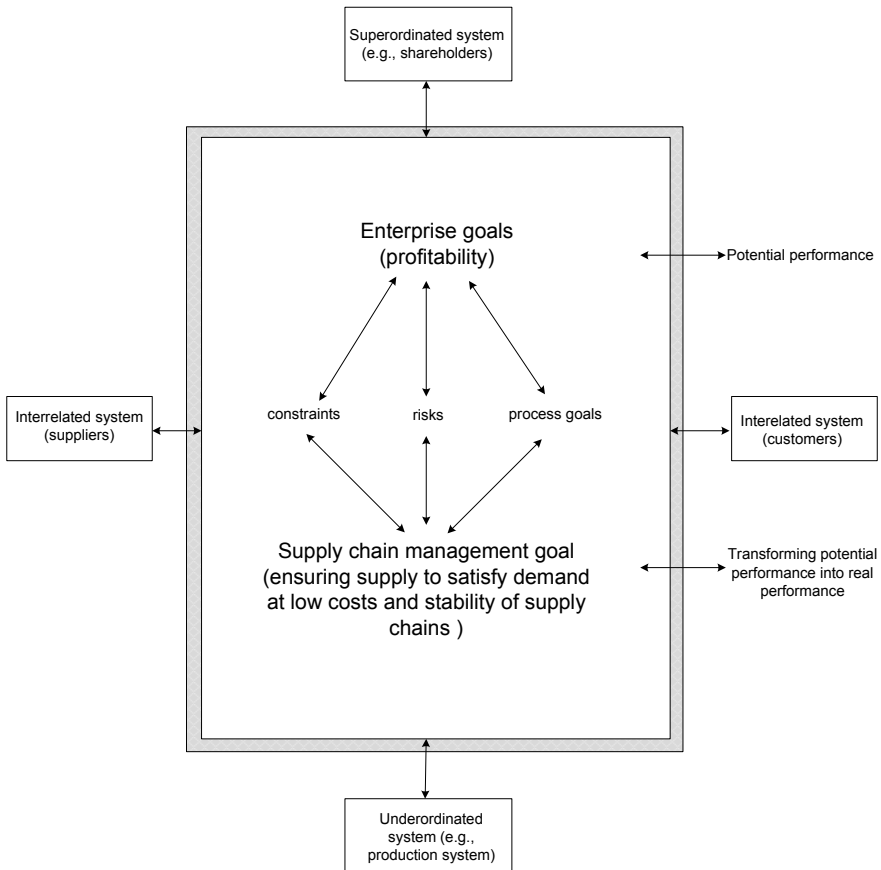 Superordinated system
(e.g., shareholders)
Enterprise goals
(profitability)
Potential performance
Interrelated system
(suppliers)
constraints
risks
process goals
Interelated system
(customers)
Supply chain management goal
(ensuring supply to satisfy demand
at low costs and stability of supply
chains )
Transforming potential
performance into real
performance
Underordinated
system (e.g.,
production system)